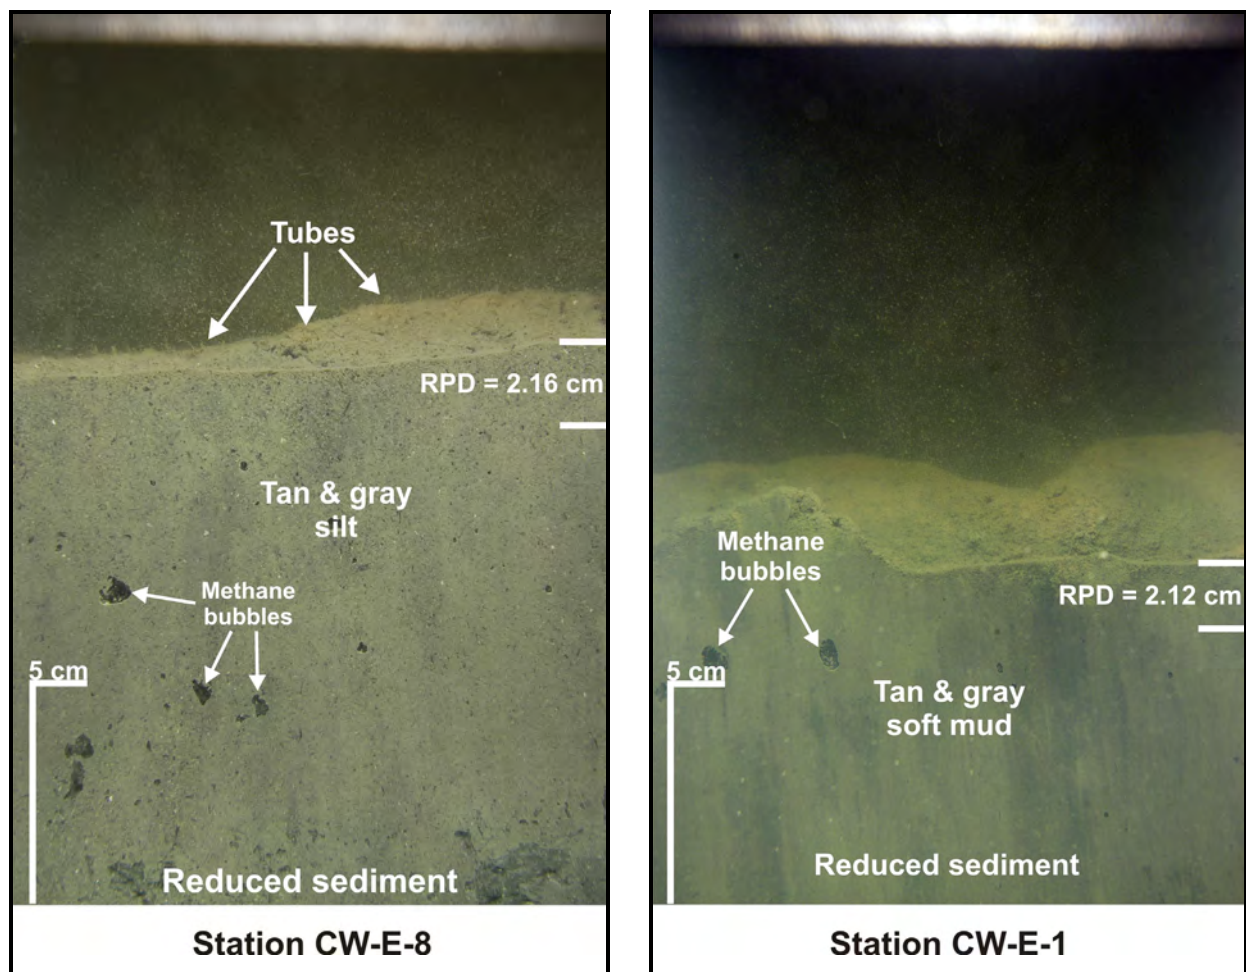 Tubes
RPD = 2.16 cm
Tan & gray
silt
Methane
bubbles
5 cm
Reduced sediment
Station CW-E-8
Methane
bubbles
RPD = 2.12 cm
5 cm
Tan & gray
soft mud
Reduced sediment
Station CW-E-1